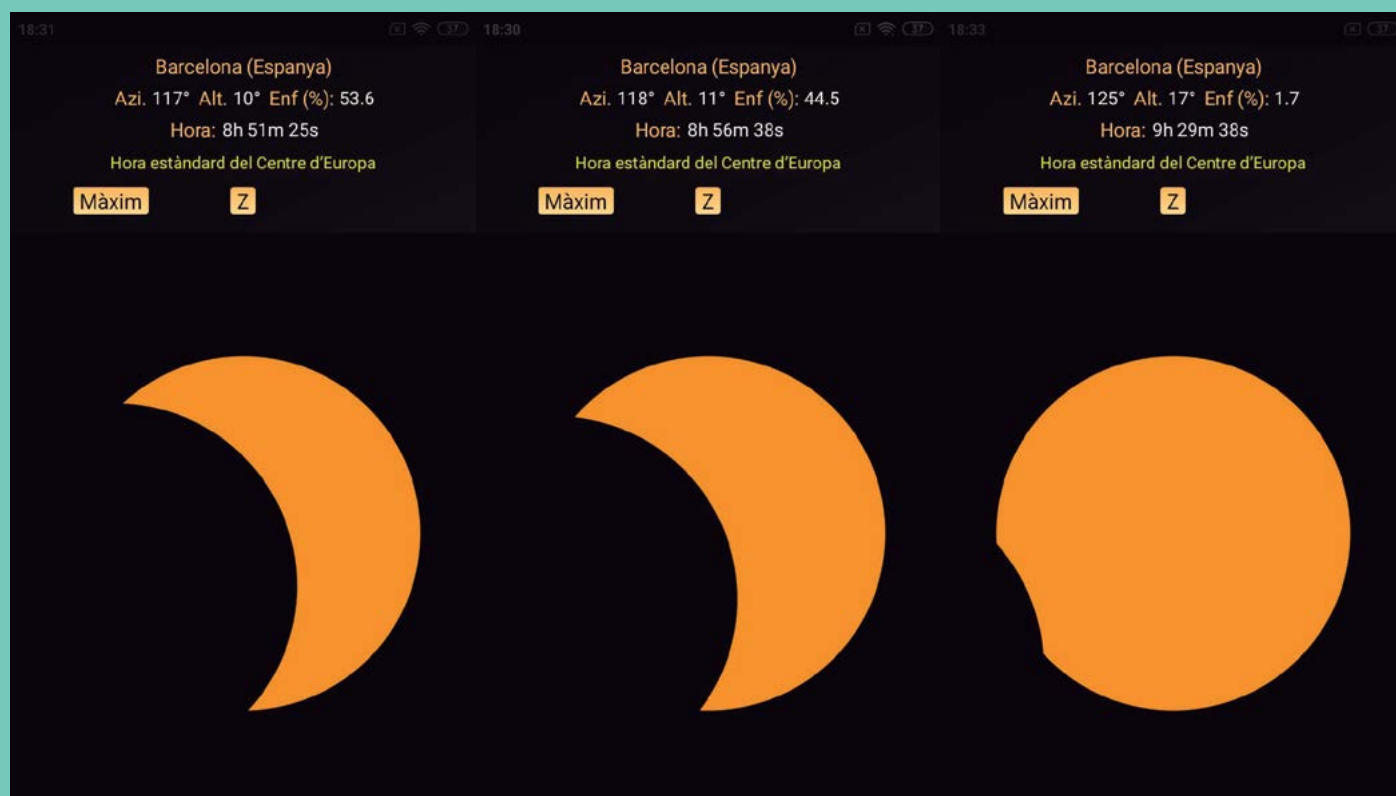 18:31 37
Barcelona (Espanya)
Azi. 117° Alt. 10° Enf (%): 53.6
Hora: 8h 51m 25s
Hora estàndard del Centre d'Europa
Màxim Z
18:30 37
Barcelona (Espanya)
Azi. 118° Alt. 11° Enf (%): 44.5
Hora: 8h 56m 38s
Hora estàndard del Centre d'Europa
Màxim Z
18:33 37
Barcelona (Espanya)
Azi. 125° Alt. 17° Enf (%): 1.7
Hora: 9h 29m 38s
Hora estàndard del Centre d'Europa
Màxim Z